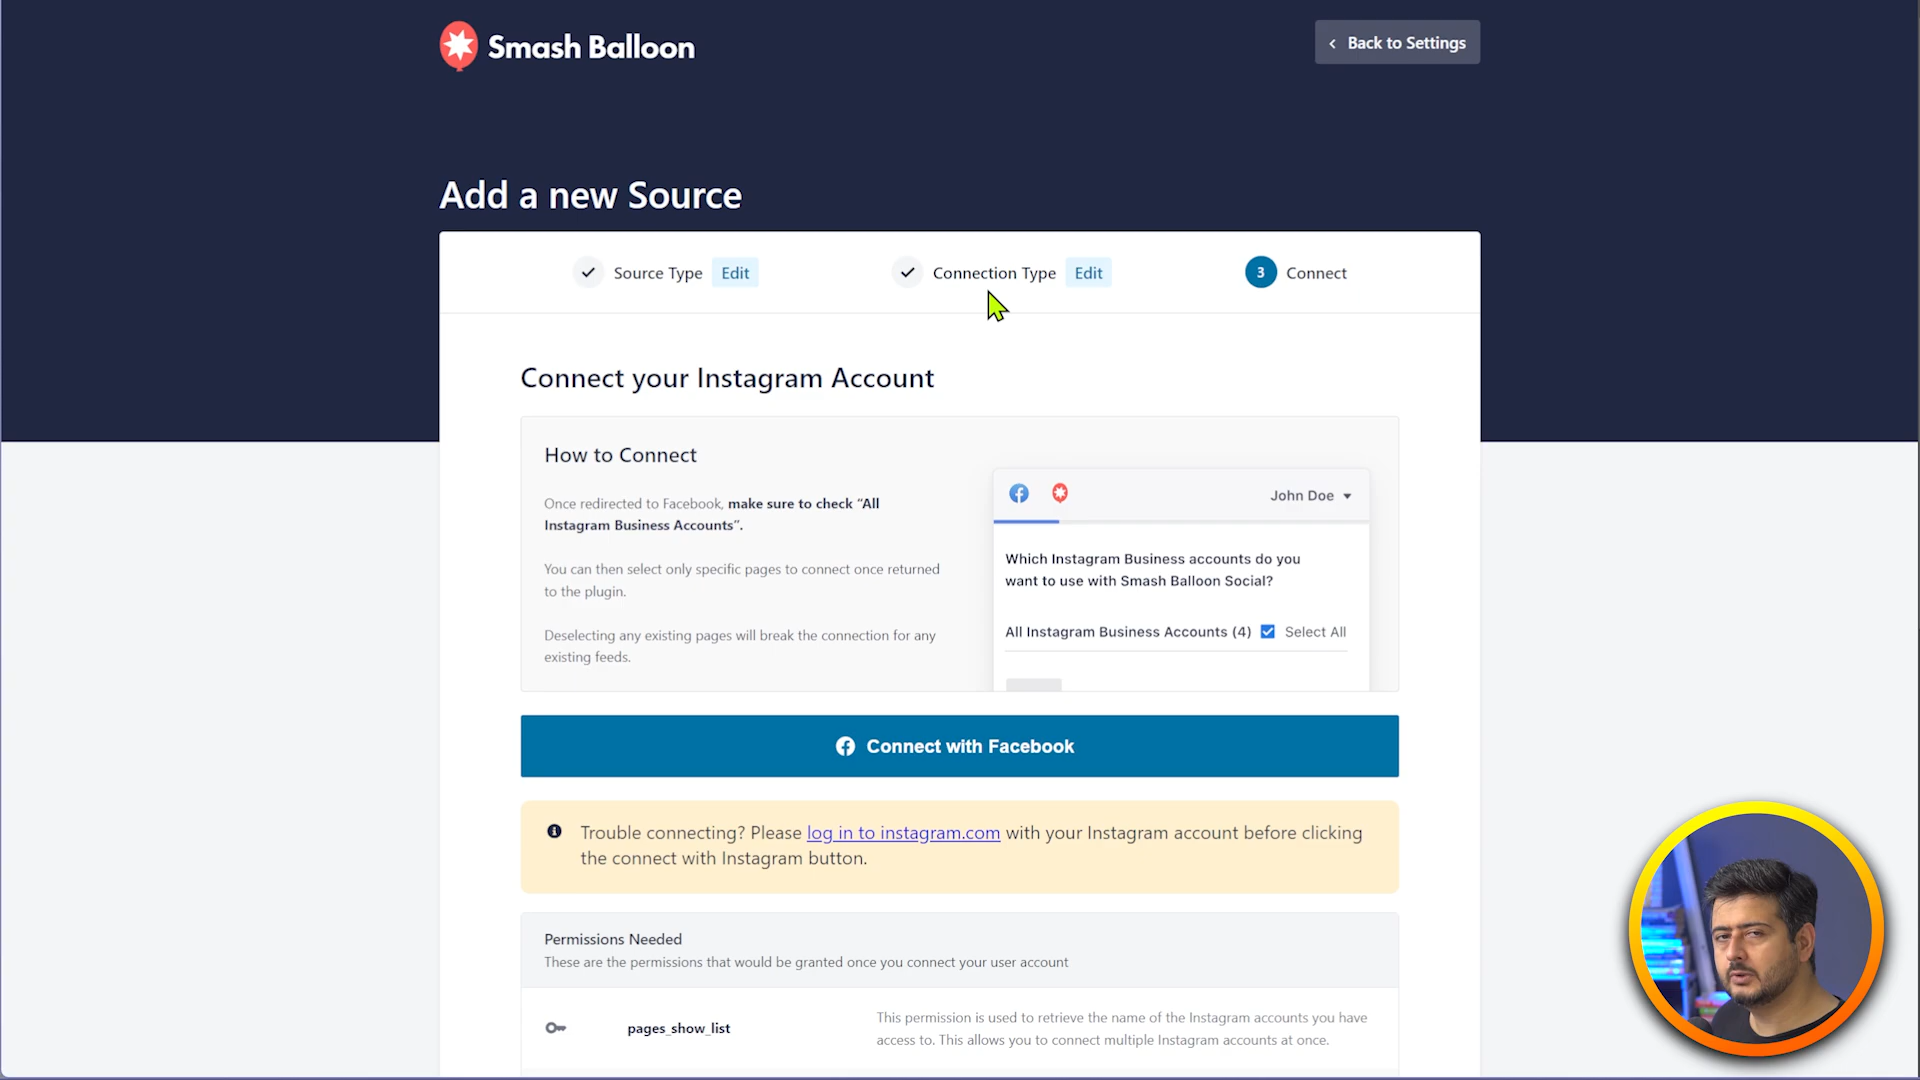 Smash Balloon
Back to Settings
Add a new Source
Source Type Edit
Connection Type Edit
3 Connect
Connect your Instagram Account
How to Connect
Once redirected to Facebook, make sure to check “All
Instagram Business Accounts”.
You can then select only specific pages to connect once returned
to the plugin.
Deselecting any existing pages will break the connection for any
existing feeds.
John Doe
Which Instagram Business accounts do you
want to use with Smash Balloon Social?
All Instagram Business Accounts (4) Select All
Connect with Facebook
Trouble connecting? Please log in to instagram.com with your Instagram account before clicking
the connect with Instagram button.
Permissions Needed
These are the permissions that would be granted once you connect your user account
pages_show_list
This permission is used to retrieve the name of the Instagram accounts you have
access to. This allows you to connect multiple Instagram accounts at once.